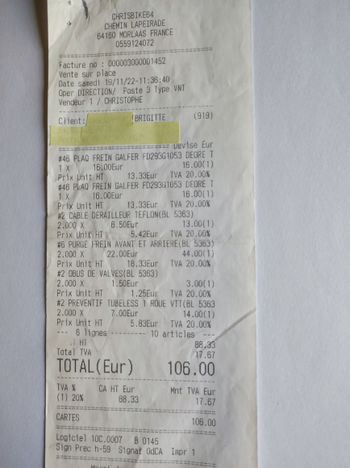 CHRISBIKE64
CHEMIN LAPEIRADE
64160 MORLAAS FRANCE
0559124072
Facture no : 000003000001452
Vente sur place
Date samedi 19/11/22-11:36:40
Oper DIRECTION/ Poste 3 Type VNT
Vendeur 1 / CHRISTOPHE
Client: BRIGITTE (919)
Devise Eur
#46 PLAQ FREIN GALFER FD293G1053 DEORE T
1 X 16.00Eur 16.00(1)
Prix Unit HT 13.33Eur TVA 20.00%
#46 PLAQ FREIN GALFER FD293G1053 DEORE T
1 X 16.00Eur 16.00(1)
Prix Unit HT 13.33Eur TVA 20.00%
#2 CABLE DERAILLEUR TEFLON(BL 5363)
2.000 X 6.50Eur 13.00(1)
Prix Unit HT 5.42Eur TVA 20.00%
#6 PURGE FREIN AVANT ET ARRIERE(BL 5363)
2.000 X 22.00Eur 44.00(1)
Prix Unit HT 18.33Eur TVA 20.00%
#2 OBUS DE VALVES(BL 5363)
2.000 X 1.50Eur 3.00(1)
Prix Unit HT 1.25Eur TVA 20.00%
#2 PREVENTIF TUBELESS 1 ROUE VTT(BL 5363
2.000 X 7.00Eur 14.00(1)
Prix Unit HT 5.83Eur TVA 20.00%
--- 6 lignes ------- 10 articles ---
HT 88.33
Total TVA 17.67
TOTAL(Eur) 106.00
TVA % CA HT Eur Mnt TVA Eur
(1) 20% 88.33 17.67
CARTES 106.00
Logiciel 10C.0007 B 0145
Sign Prec h-59 Signat OdCA Impr 1